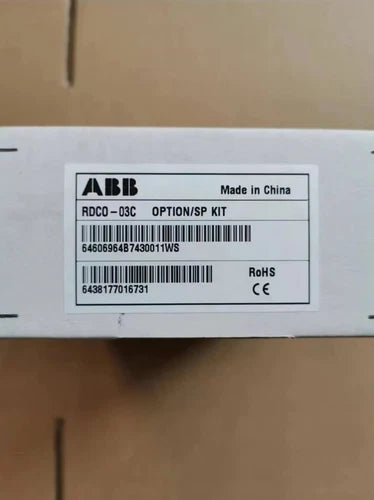 ABB Made in China
RDCO-03C OPTION/SP KIT
64606964B7430011WS
RoHS
6438177016731 CE